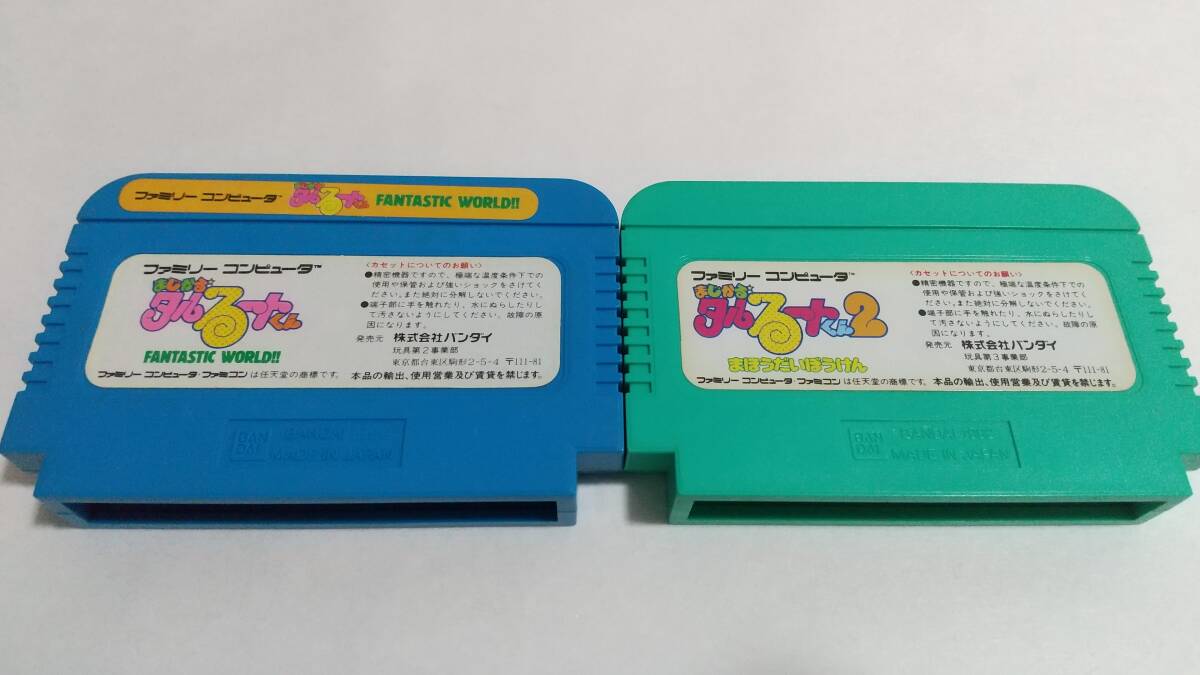 ファミリー コンピュータ まじかる タルるートくん FANTASTIC WORLD!!
ファミリー コンピュータ™
まじかる
タルるートくん
FANTASTIC WORLD!!
〈カセットについてのお願い〉
●精密機器ですので、極端な温度条件下での
使用や保管および強いショックをさけてく
ださい。また絶対に分解しないでください。
●端子部に手を触れたり、水にぬらしたりし
て汚さないようにしてください。故障の原
因になります。
発売元 株式会社バンダイ
玩具第2事業部
東京都台東区駒形2-5-4 〒111-81
ファミリー コンピュータ・ファミコン は任天堂の商標です。 本品の輸出、使用営業及び賃貸を禁じます。
BAN
DAI
BANDAI
MADE IN JAPAN
ファミリー コンピュータ™
まじかる
タルるートくん2
まほうだいぼうけん
〈カセットについてのお願い〉
●精密機器ですので、極端な温度条件下での
使用や保管および強いショックをさけてく
ださい。また絶対に分解しないでください。
●端子部に手を触れたり、水にぬらしたりし
て汚さないようにしてください。故障の原
因になります。
発売元 株式会社バンダイ
玩具第3事業部
東京都台東区駒形2-5-4 〒111-81
ファミリー コンピュータ・ファミコン は任天堂の商標です。 本品の輸出、使用営業及び賃貸を禁じます。
BAN
DAI
BANDAI
MADE IN JAPAN